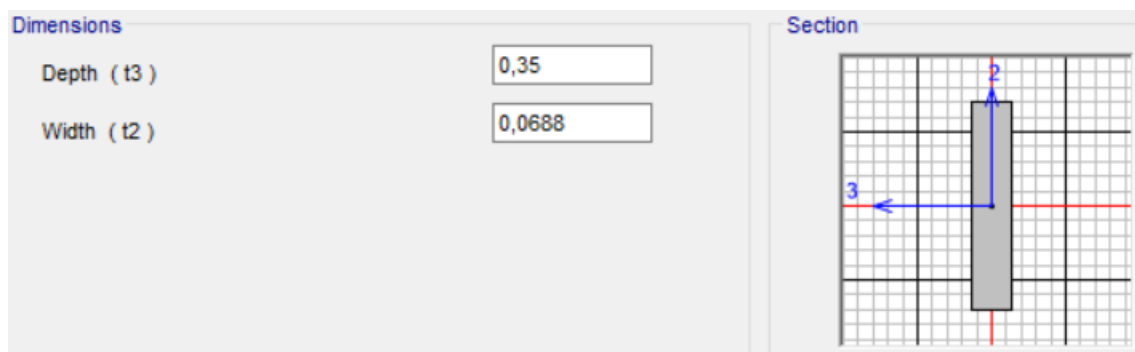 Dimensions
Depth ( t3 )
0,35
Width ( t2 )
0,0688
Section
2
3